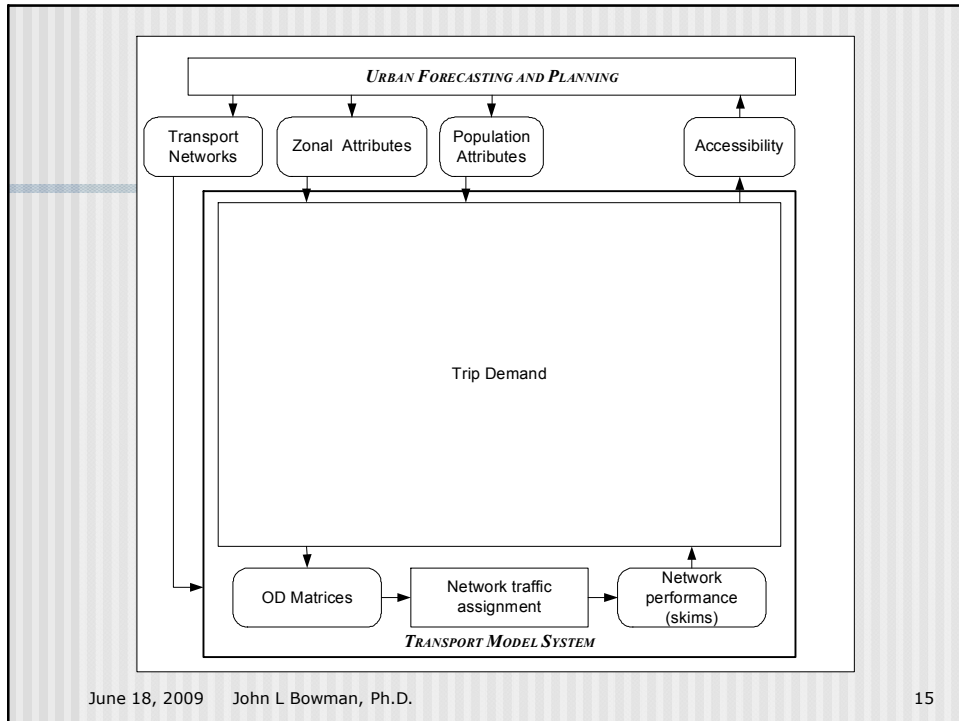 URBAN FORECASTING AND PLANNING
Transport
Networks
Zonal Attributes
Population
Attributes
Accessibility
Trip Demand
OD Matrices
Network traffic
assignment
Network
performance
(skims)
TRANSPORT MODEL SYSTEM
June 18, 2009 John L Bowman, Ph.D. 15